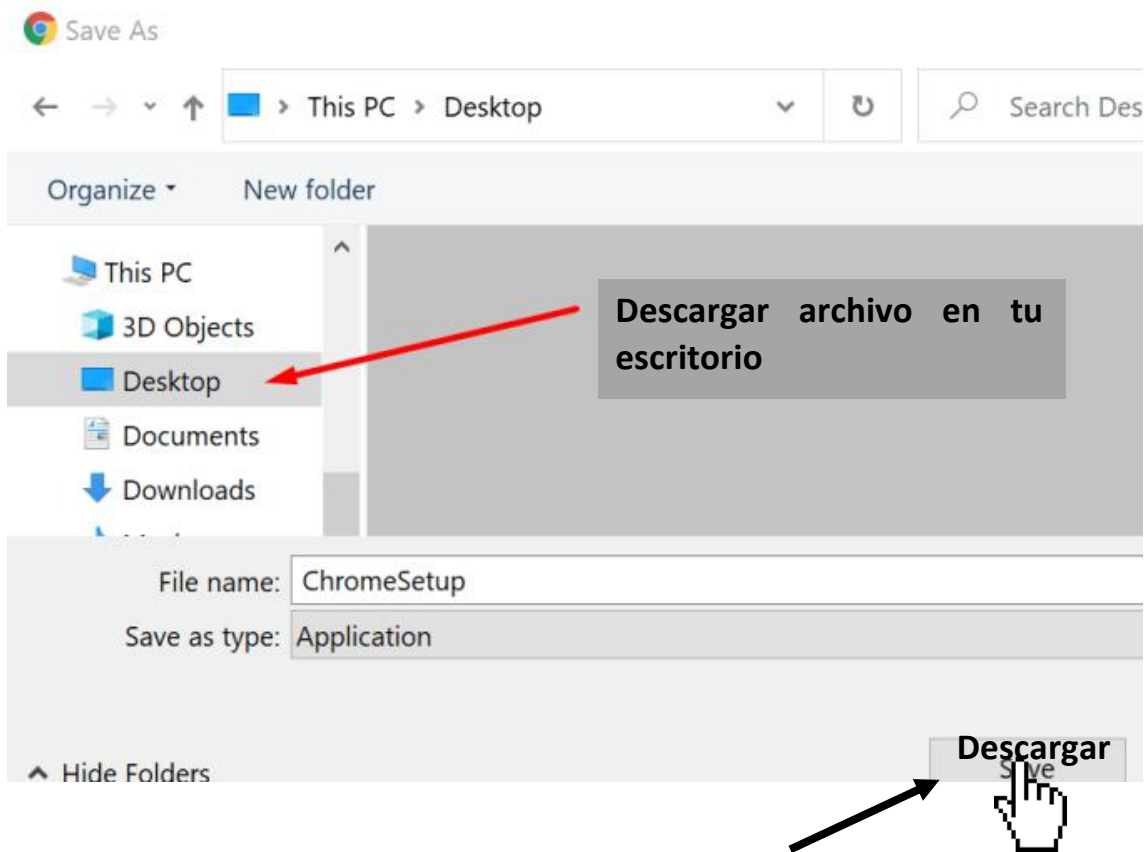 Save As
This PC > Desktop
Search Des
Organize
New folder
This PC
3D Objects
Descargar archivo en tu
escritorio
Desktop
Documents
Downloads
File name: ChromeSetup
Save as type: Application
Descargar
Save
Hide Folders